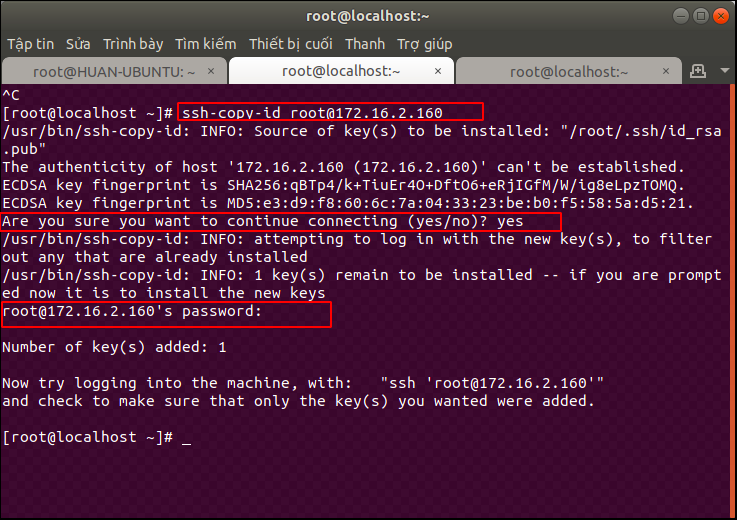 root@localhost:~
Tập tin Sửa Trình bày Tìm kiếm Thiết bị cuối Thanh Trợ giúp
root@HUAN-UBUNTU: ~ × root@localhost:~ × root@localhost:~ ×
^C
[root@localhost ~]# ssh-copy-id root@172.16.2.160
/usr/bin/ssh-copy-id: INFO: Source of key(s) to be installed: "/root/.ssh/id_rsa
.pub"
The authenticity of host '172.16.2.160 (172.16.2.160)' can't be established.
ECDSA key fingerprint is SHA256:qBTp4/k+TiuEr4O+DftO6+eRjIGfM/W/ig8eLpzTOMQ.
ECDSA key fingerprint is MD5:e3:d9:f8:60:6c:7a:04:33:23:be:b0:f5:58:5a:d5:21.
Are you sure you want to continue connecting (yes/no)? yes
/usr/bin/ssh-copy-id: INFO: attempting to log in with the new key(s), to filter
out any that are already installed
/usr/bin/ssh-copy-id: INFO: 1 key(s) remain to be installed -- if you are prompt
ed now it is to install the new keys
root@172.16.2.160's password:
Number of key(s) added: 1
Now try logging into the machine, with:   "ssh 'root@172.16.2.160'"
and check to make sure that only the key(s) you wanted were added.
[root@localhost ~]# _